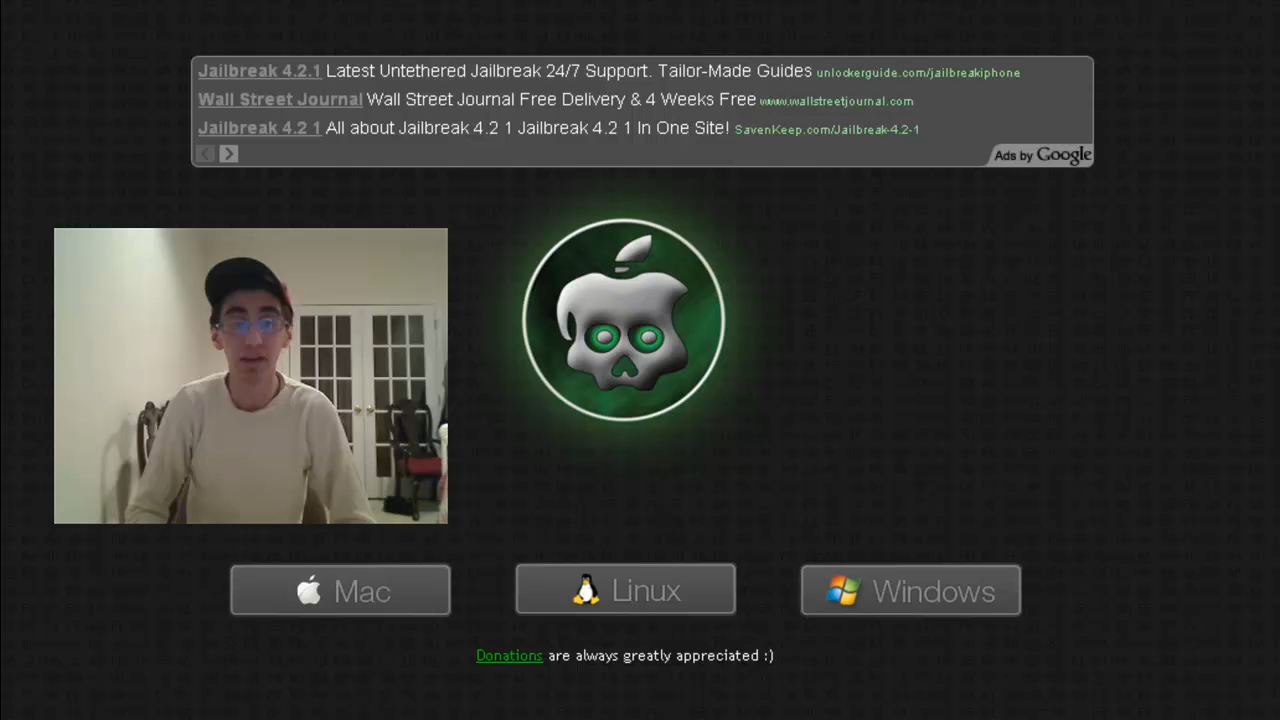 Jailbreak 4.2.1 Latest Untethered Jailbreak 24/7 Support. Tailor-Made Guides unlockerguide.com/jailbreakiphone
Wall Street Journal Wall Street Journal Free Delivery & 4 Weeks Free www.wallstreetjournal.com
Jailbreak 4.2 1 All about Jailbreak 4.2 1 Jailbreak 4.2 1 In One Site! SavenKeep.com/Jailbreak-4.2-1
Ads by Google
Mac
Linux
Windows
Donations are always greatly appreciated :)